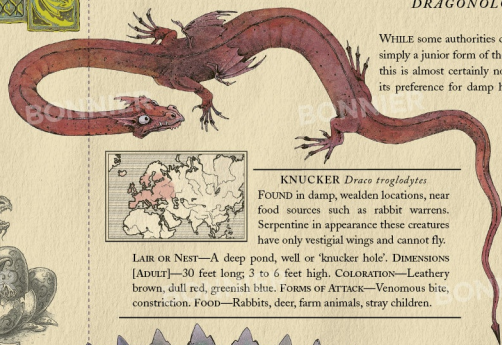 DRAGONOLO
WHILE some authorities c
simply a junior form of th
this is almost certainly n
its preference for damp h
BONNIER
BONNIER
KNUCKER Draco troglodytes
FOUND in damp, wealden locations, near
food sources such as rabbit warrens.
Serpentine in appearance these creatures
have only vestigial wings and cannot fly.
LAIR OR NEST—A deep pond, well or ‘knucker hole’. DIMENSIONS
[ADULT]—30 feet long; 3 to 6 feet high. COLORATION—Leathery
brown, dull red, greenish blue. FORMS OF ATTACK—Venomous bite,
constriction. FOOD—Rabbits, deer, farm animals, stray children.
BON